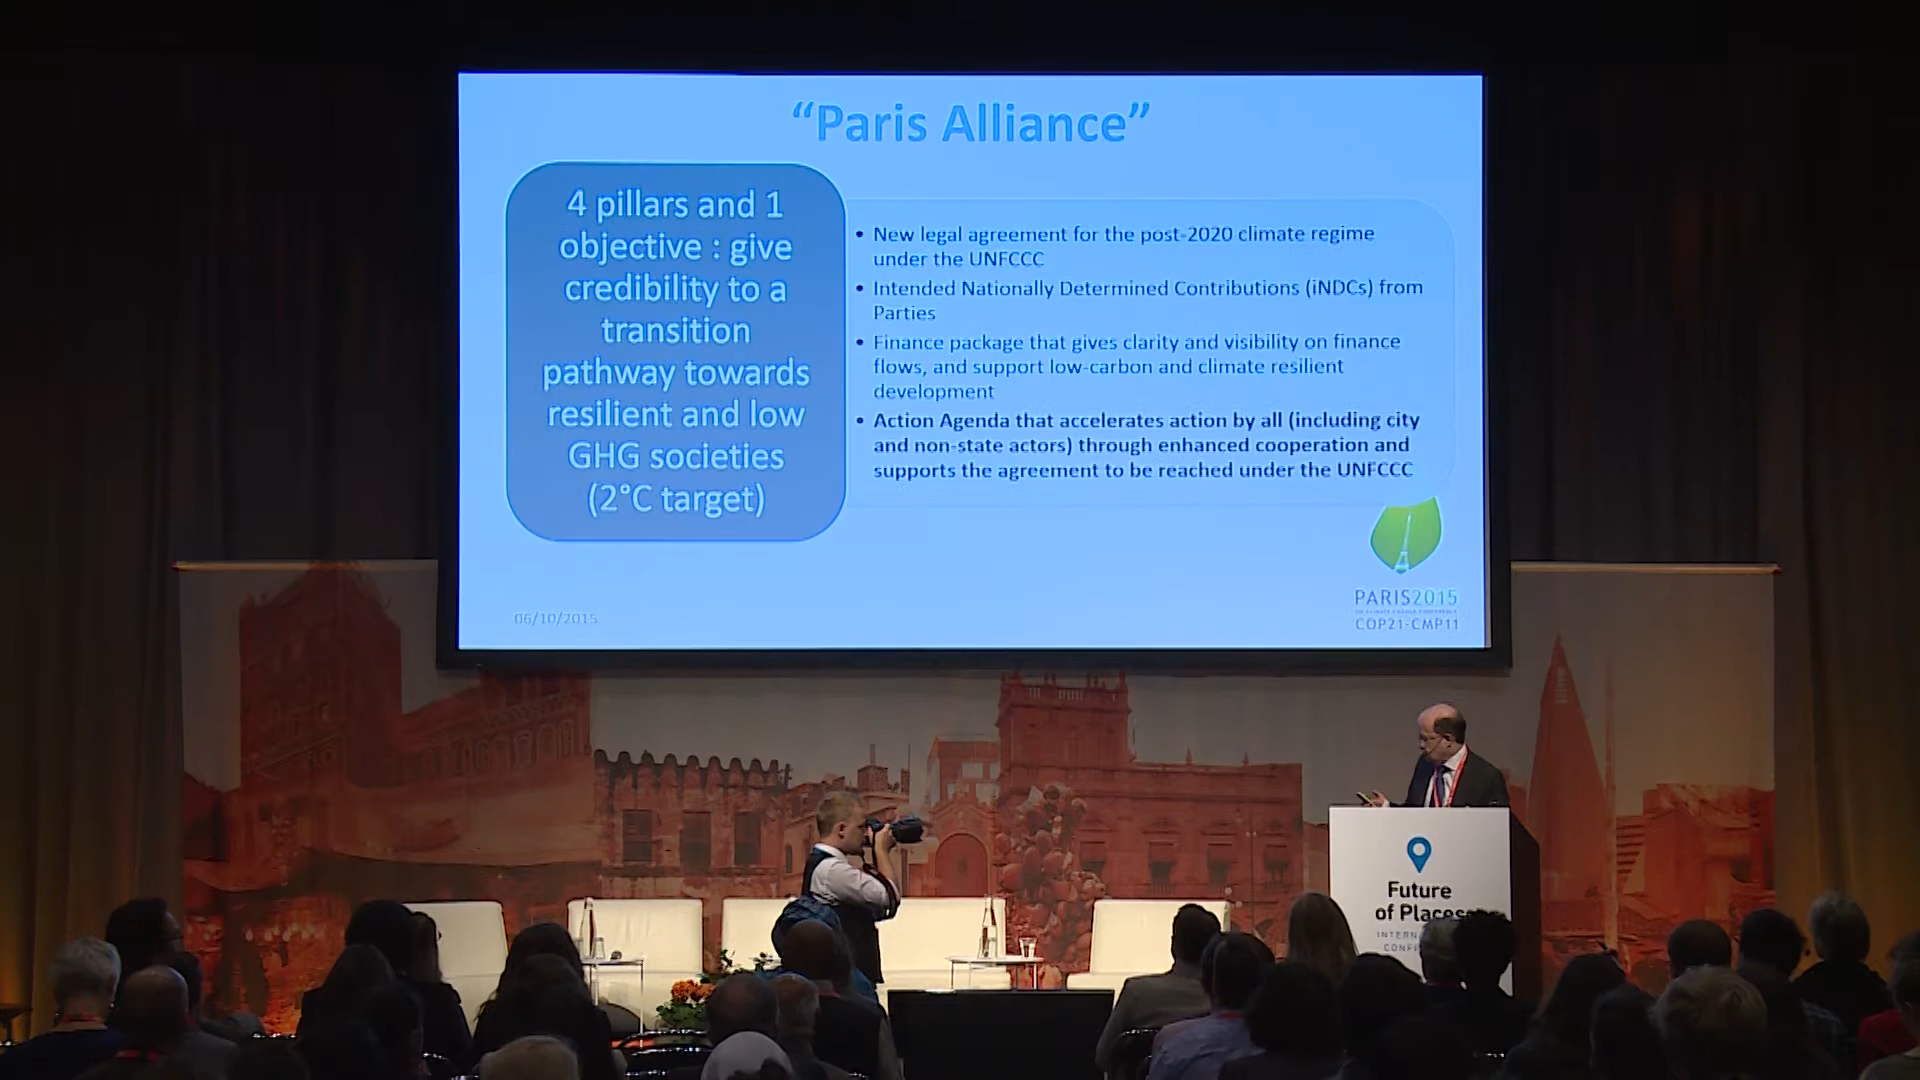 “Paris Alliance”
4 pillars and 1
objective : give
credibility to a
transition
pathway towards
resilient and low
GHG societies
(2°C target)
• New legal agreement for the post-2020 climate regime
under the UNFCCC
• Intended Nationally Determined Contributions (iNDCs) from
Parties
• Finance package that gives clarity and visibility on finance
flows, and support low-carbon and climate resilient
development
• Action Agenda that accelerates action by all (including city
and non-state actors) through enhanced cooperation and
supports the agreement to be reached under the UNFCCC
06/10/2015
PARIS2015
UN CLIMATE CHANGE CONFERENCE
COP21-CMP11
Future
of Places